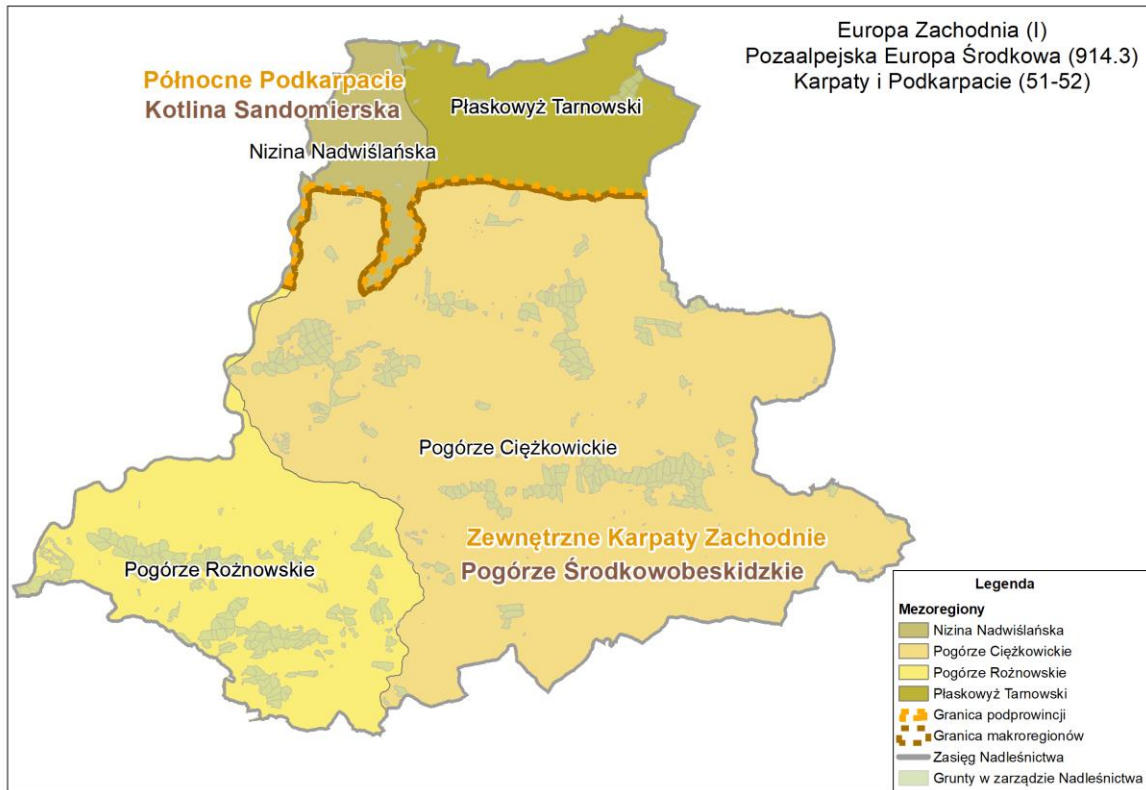 Europa Zachodnia (I)
Pozaalpejska Europa Środkowa (914.3)
Karpaty i Podkarpacie (51-52)
Północne Podkarpacie
Kotlina Sandomierska
Płaskowyż Tarnowski
Nizina Nadwiślańska
Pogórze Ciężkowickie
Zewnętrzne Karpaty Zachodnie
Pogórze Środkowobeskidzkie
Pogórze Rożnowskie
Legenda
Mezoregiony
Nizina Nadwiślańska
Pogórze Ciężkowickie
Pogórze Rożnowskie
Płaskowyż Tarnowski
Granica podprowincji
Granica makroregionów
Zasięg Nadleśnictwa
Grunty w zarządzie Nadleśnictwa